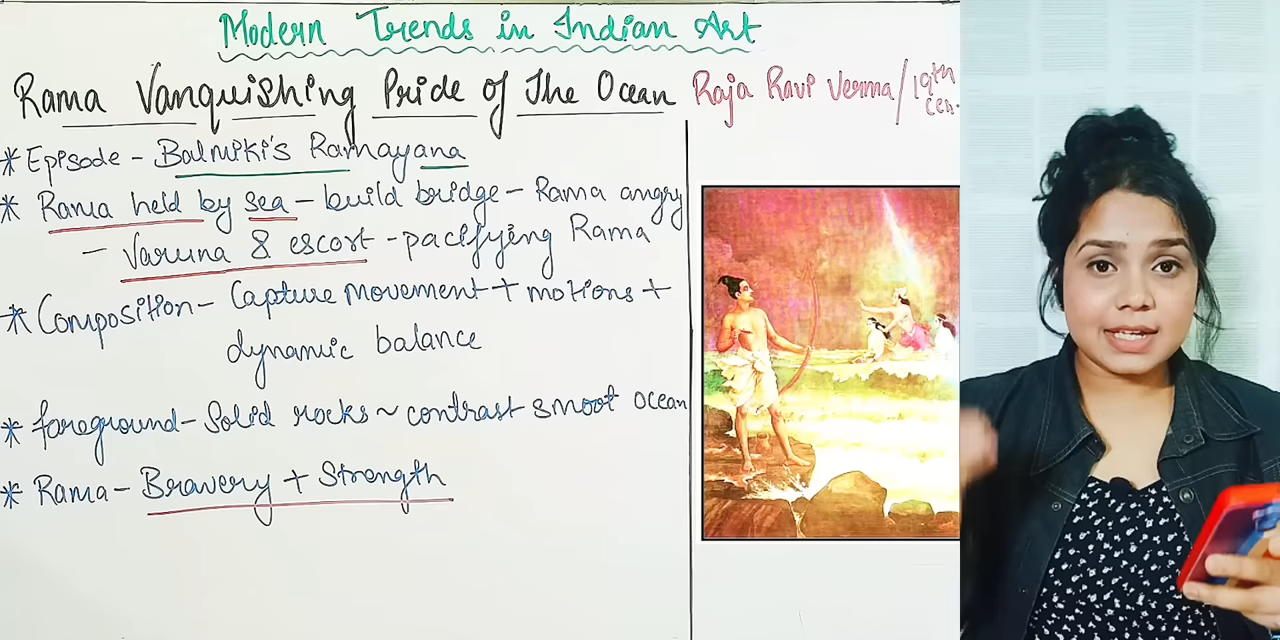 Modern Trends in Indian Art
Rama Vanquishing Pride of The Ocean Raja Ravi Verma/19th cen.
* Episode - Balmiki's Ramayana
* Rama held by sea - build bridge - Rama angry
- Varuna & escort - pacifying Rama
* Composition - Capture movement + motions +
dynamic balance
* foreground - Solid rocks ~ contrast smoot ocean
* Rama - Bravery + Strength